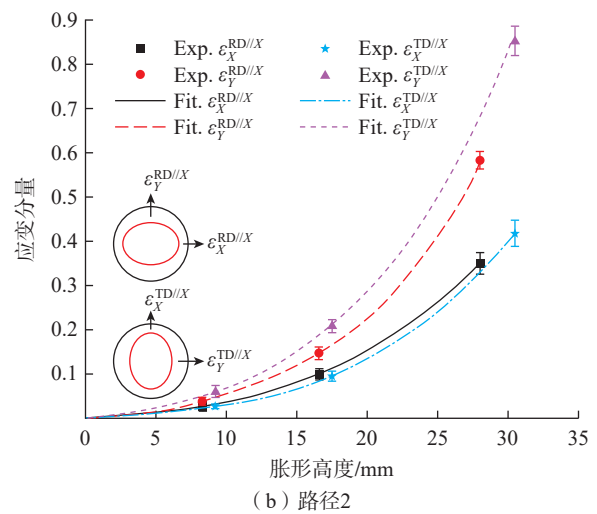 0.9
0.8
0.7
0.6
0.5
0.4
0.3
0.2
0.1
应变分量
Exp. ε_X^{RD//X}
Exp. ε_Y^{RD//X}
Fit. ε_X^{RD//X}
Fit. ε_Y^{RD//X}
Exp. ε_X^{TD//X}
Exp. ε_Y^{TD//X}
Fit. ε_X^{TD//X}
Fit. ε_Y^{TD//X}
ε_Y^{RD//X}
ε_X^{RD//X}
ε_X^{TD//X}
ε_Y^{TD//X}
0 5 10 15 20 25 30 35
胀形高度/mm
（b）路径2